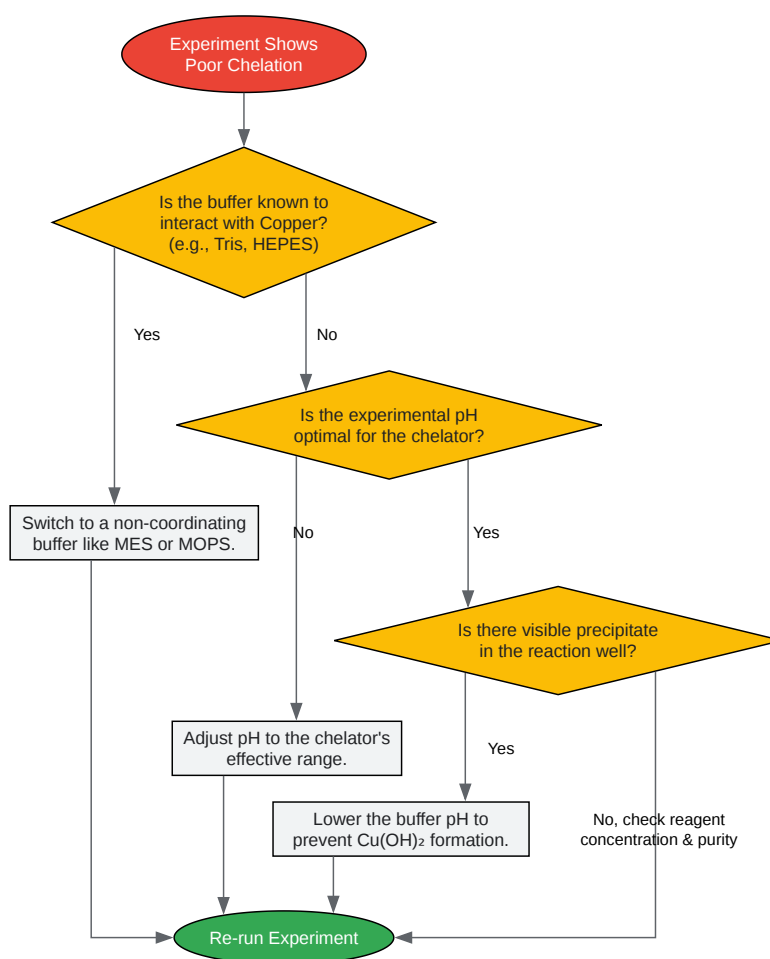 Experiment Shows
Poor Chelation
Is the buffer known to
interact with Copper?
(e.g., Tris, HEPES)
Yes
No
Is the experimental pH
optimal for the chelator?
Switch to a non-coordinating
buffer like MES or MOPS.
No
Yes
Is there visible precipitate
in the reaction well?
Adjust pH to the chelator's
effective range.
Yes
Lower the buffer pH to
prevent Cu(OH)₂ formation.
No, check reagent
concentration & purity
Re-run Experiment